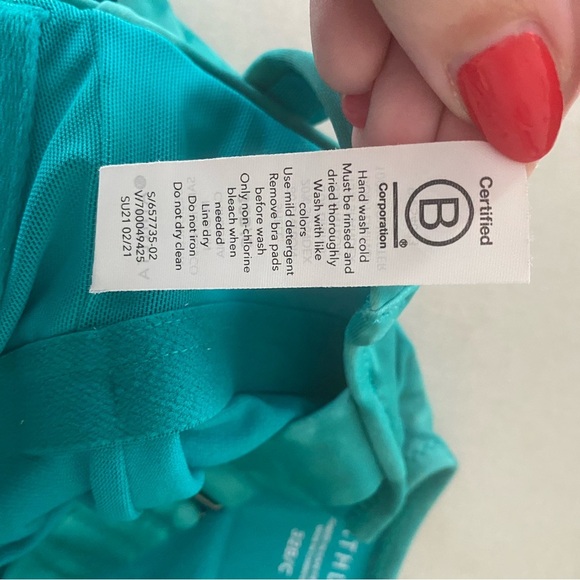 Certified
B
®
Corporation
Hand wash cold
Must be rinsed and
dried thoroughly
Wash with like
colors
Use mild detergent
Remove bra pads
before wash
Only non-chlorine
bleach when
needed
Line dry
Do not iron
Do not dry clean
S/657735-02
V/700049425
SU21 02/21
32B/C